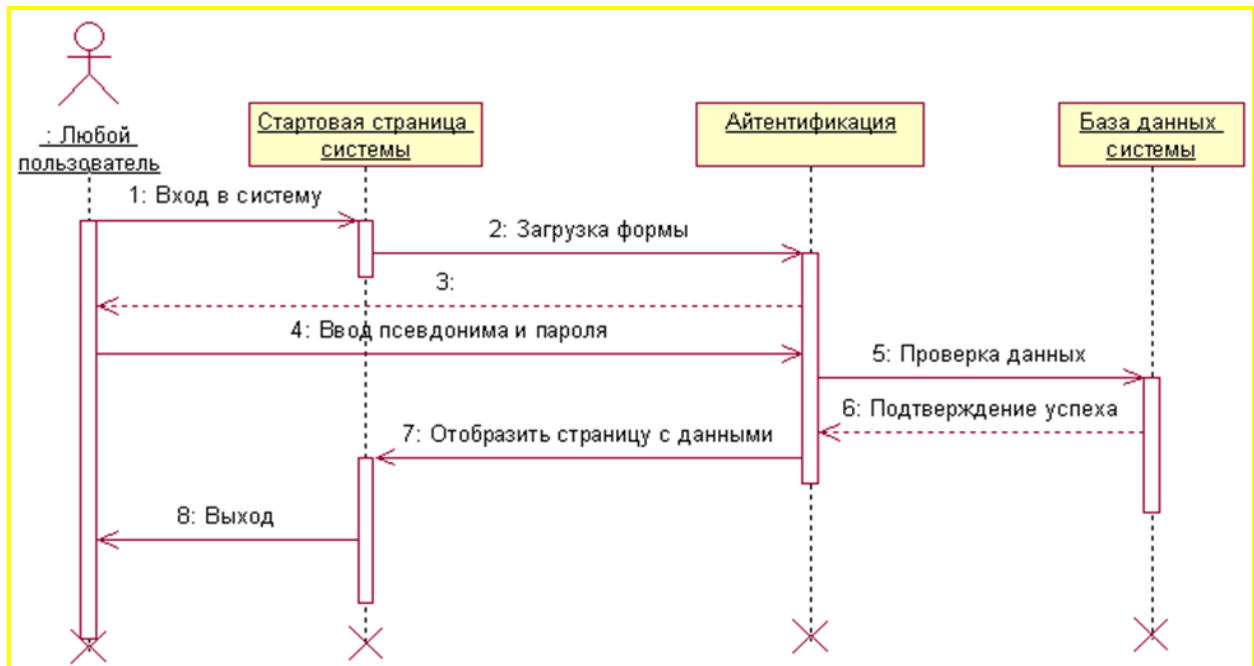 : Любой
пользователь
Стартовая страница
системы
Айтентификация
База данных
системы
1: Вход в систему
2: Загрузка формы
3:
4: Ввод псевдонима и пароля
5: Проверка данных
6: Подтверждение успеха
7: Отобразить страницу с данными
8: Выход